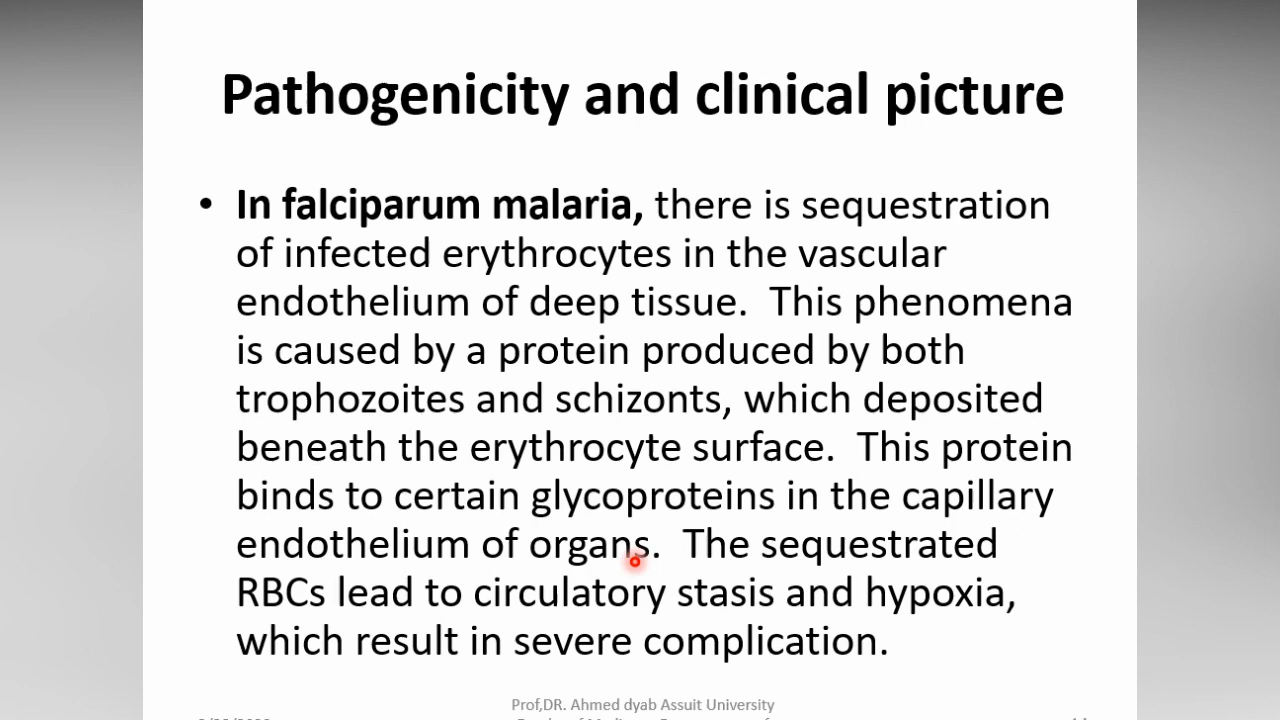 Pathogenicity and clinical picture
• In falciparum malaria, there is sequestration
of infected erythrocytes in the vascular
endothelium of deep tissue. This phenomena
is caused by a protein produced by both
trophozoites and schizonts, which deposited
beneath the erythrocyte surface. This protein
binds to certain glycoproteins in the capillary
endothelium of organs. The sequestrated
RBCs lead to circulatory stasis and hypoxia,
which result in severe complication.
Prof,DR. Ahmed dyab Assuit University